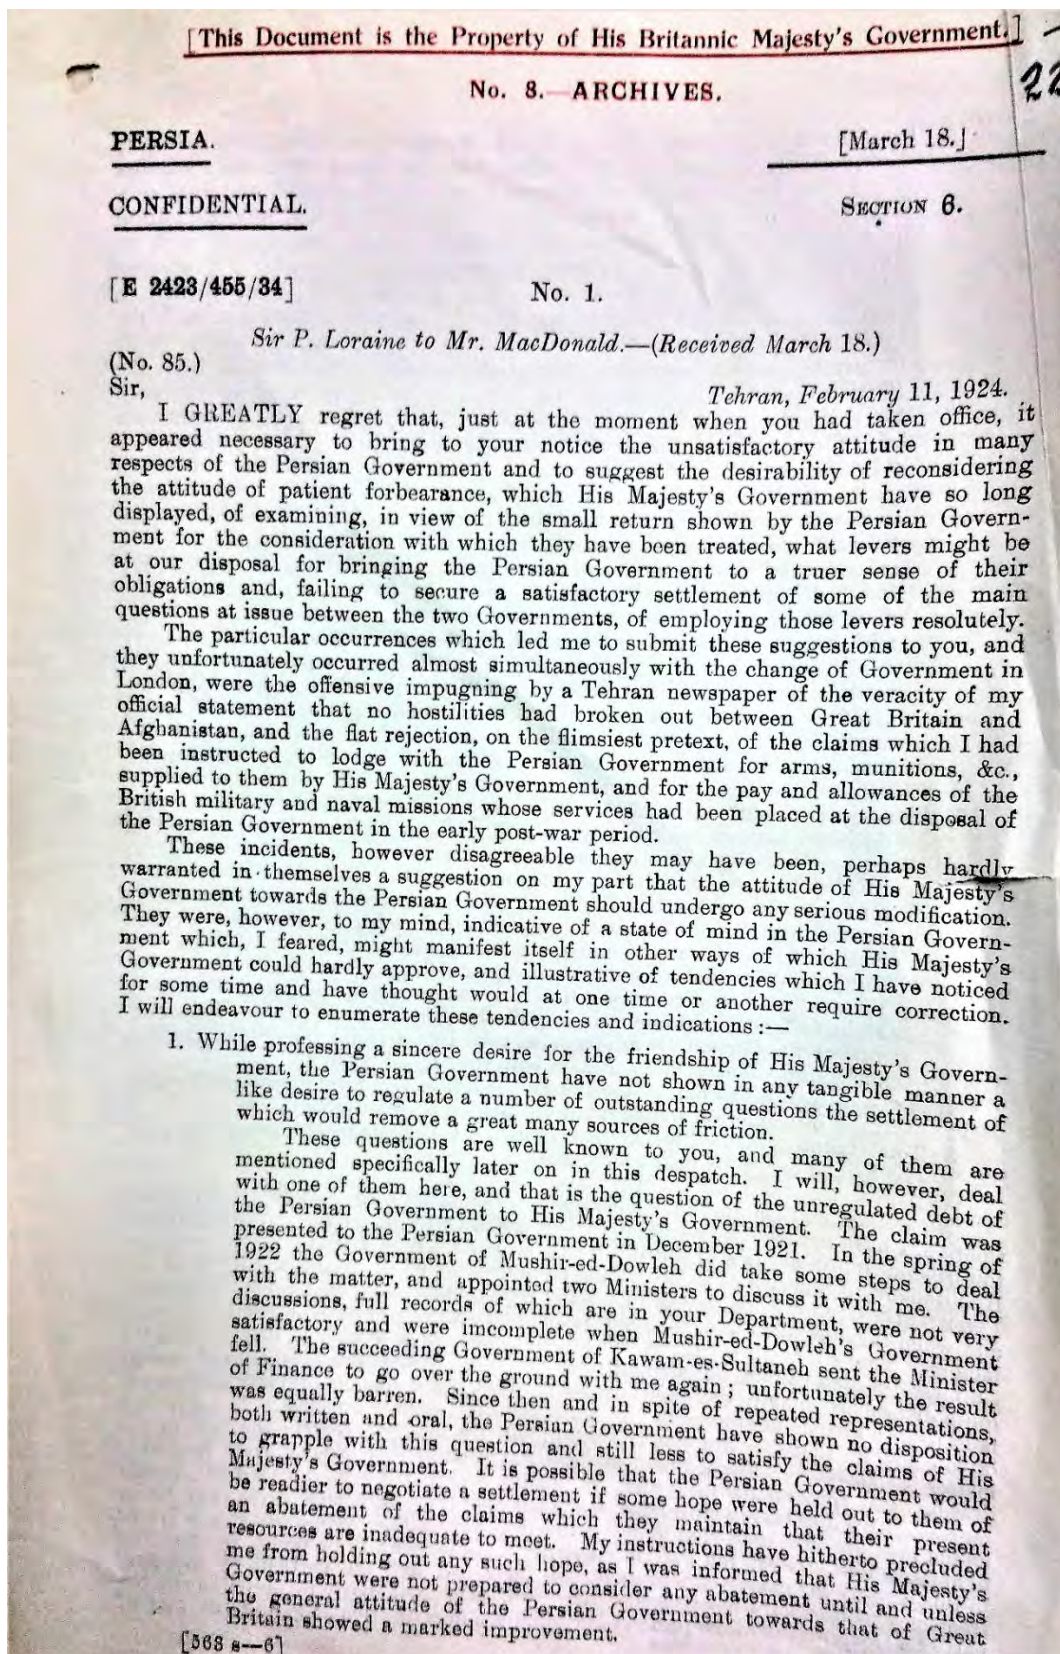 [This Document is the Property of His Britannic Majesty's Government.]
22
No. 8.—ARCHIVES.
PERSIA.
[March 18.]
CONFIDENTIAL.
SECTION 6.
[E 2423/455/34]
No. 1.
Sir P. Loraine to Mr. MacDonald.—(Received March 18.)
(No. 85.)
Sir,
Tehran, February 11, 1924.
I GREATLY regret that, just at the moment when you had taken office, it
appeared necessary to bring to your notice the unsatisfactory attitude in many
respects of the Persian Government and to suggest the desirability of reconsidering
the attitude of patient forbearance, which His Majesty's Government have so long
displayed, of examining, in view of the small return shown by the Persian Govern-
ment for the consideration with which they have been treated, what levers might be
at our disposal for bringing the Persian Government to a truer sense of their
obligations and, failing to secure a satisfactory settlement of some of the main
questions at issue between the two Governments, of employing those levers resolutely.
The particular occurrences which led me to submit these suggestions to you, and
they unfortunately occurred almost simultaneously with the change of Government in
London, were the offensive impugning by a Tehran newspaper of the veracity of my
official statement that no hostilities had broken out between Great Britain and
Afghanistan, and the flat rejection, on the flimsiest pretext, of the claims which I had
been instructed to lodge with the Persian Government for arms, munitions, &c.,
supplied to them by His Majesty's Government, and for the pay and allowances of the
British military and naval missions whose services had been placed at the disposal of
the Persian Government in the early post-war period.
These incidents, however disagreeable they may have been, perhaps hardly
warranted in themselves a suggestion on my part that the attitude of His Majesty's
Government towards the Persian Government should undergo any serious modification.
They were, however, to my mind, indicative of a state of mind in the Persian Govern-
ment which, I feared, might manifest itself in other ways of which His Majesty's
Government could hardly approve, and illustrative of tendencies which I have noticed
for some time and have thought would at one time or another require correction.
I will endeavour to enumerate these tendencies and indications :—
1. While professing a sincere desire for the friendship of His Majesty's Govern-
ment, the Persian Government have not shown in any tangible manner a
like desire to regulate a number of outstanding questions the settlement of
which would remove a great many sources of friction.
These questions are well known to you, and many of them are
mentioned specifically later on in this despatch. I will, however, deal
with one of them here, and that is the question of the unregulated debt of
the Persian Government to His Majesty's Government. The claim was
presented to the Persian Government in December 1921. In the spring of
1922 the Government of Mushir-ed-Dowleh did take some steps to deal
with the matter, and appointed two Ministers to discuss it with me. The
discussions, full records of which are in your Department, were not very
satisfactory and were imcomplete when Mushir-ed-Dowleh's Government
fell. The succeeding Government of Kawam-es-Sultaneh sent the Minister
of Finance to go over the ground with me again ; unfortunately the result
was equally barren. Since then and in spite of repeated representations,
both written and oral, the Persian Government have shown no disposition
to grapple with this question and still less to satisfy the claims of His
Majesty's Government. It is possible that the Persian Government would
be readier to negotiate a settlement if some hope were held out to them of
an abatement of the claims which they maintain that their present
resources are inadequate to meet. My instructions have hitherto precluded
me from holding out any such hope, as I was informed that His Majesty's
Government were not prepared to consider any abatement until and unless
the general attitude of the Persian Government towards that of Great
Britain showed a marked improvement.
[563 s—6]